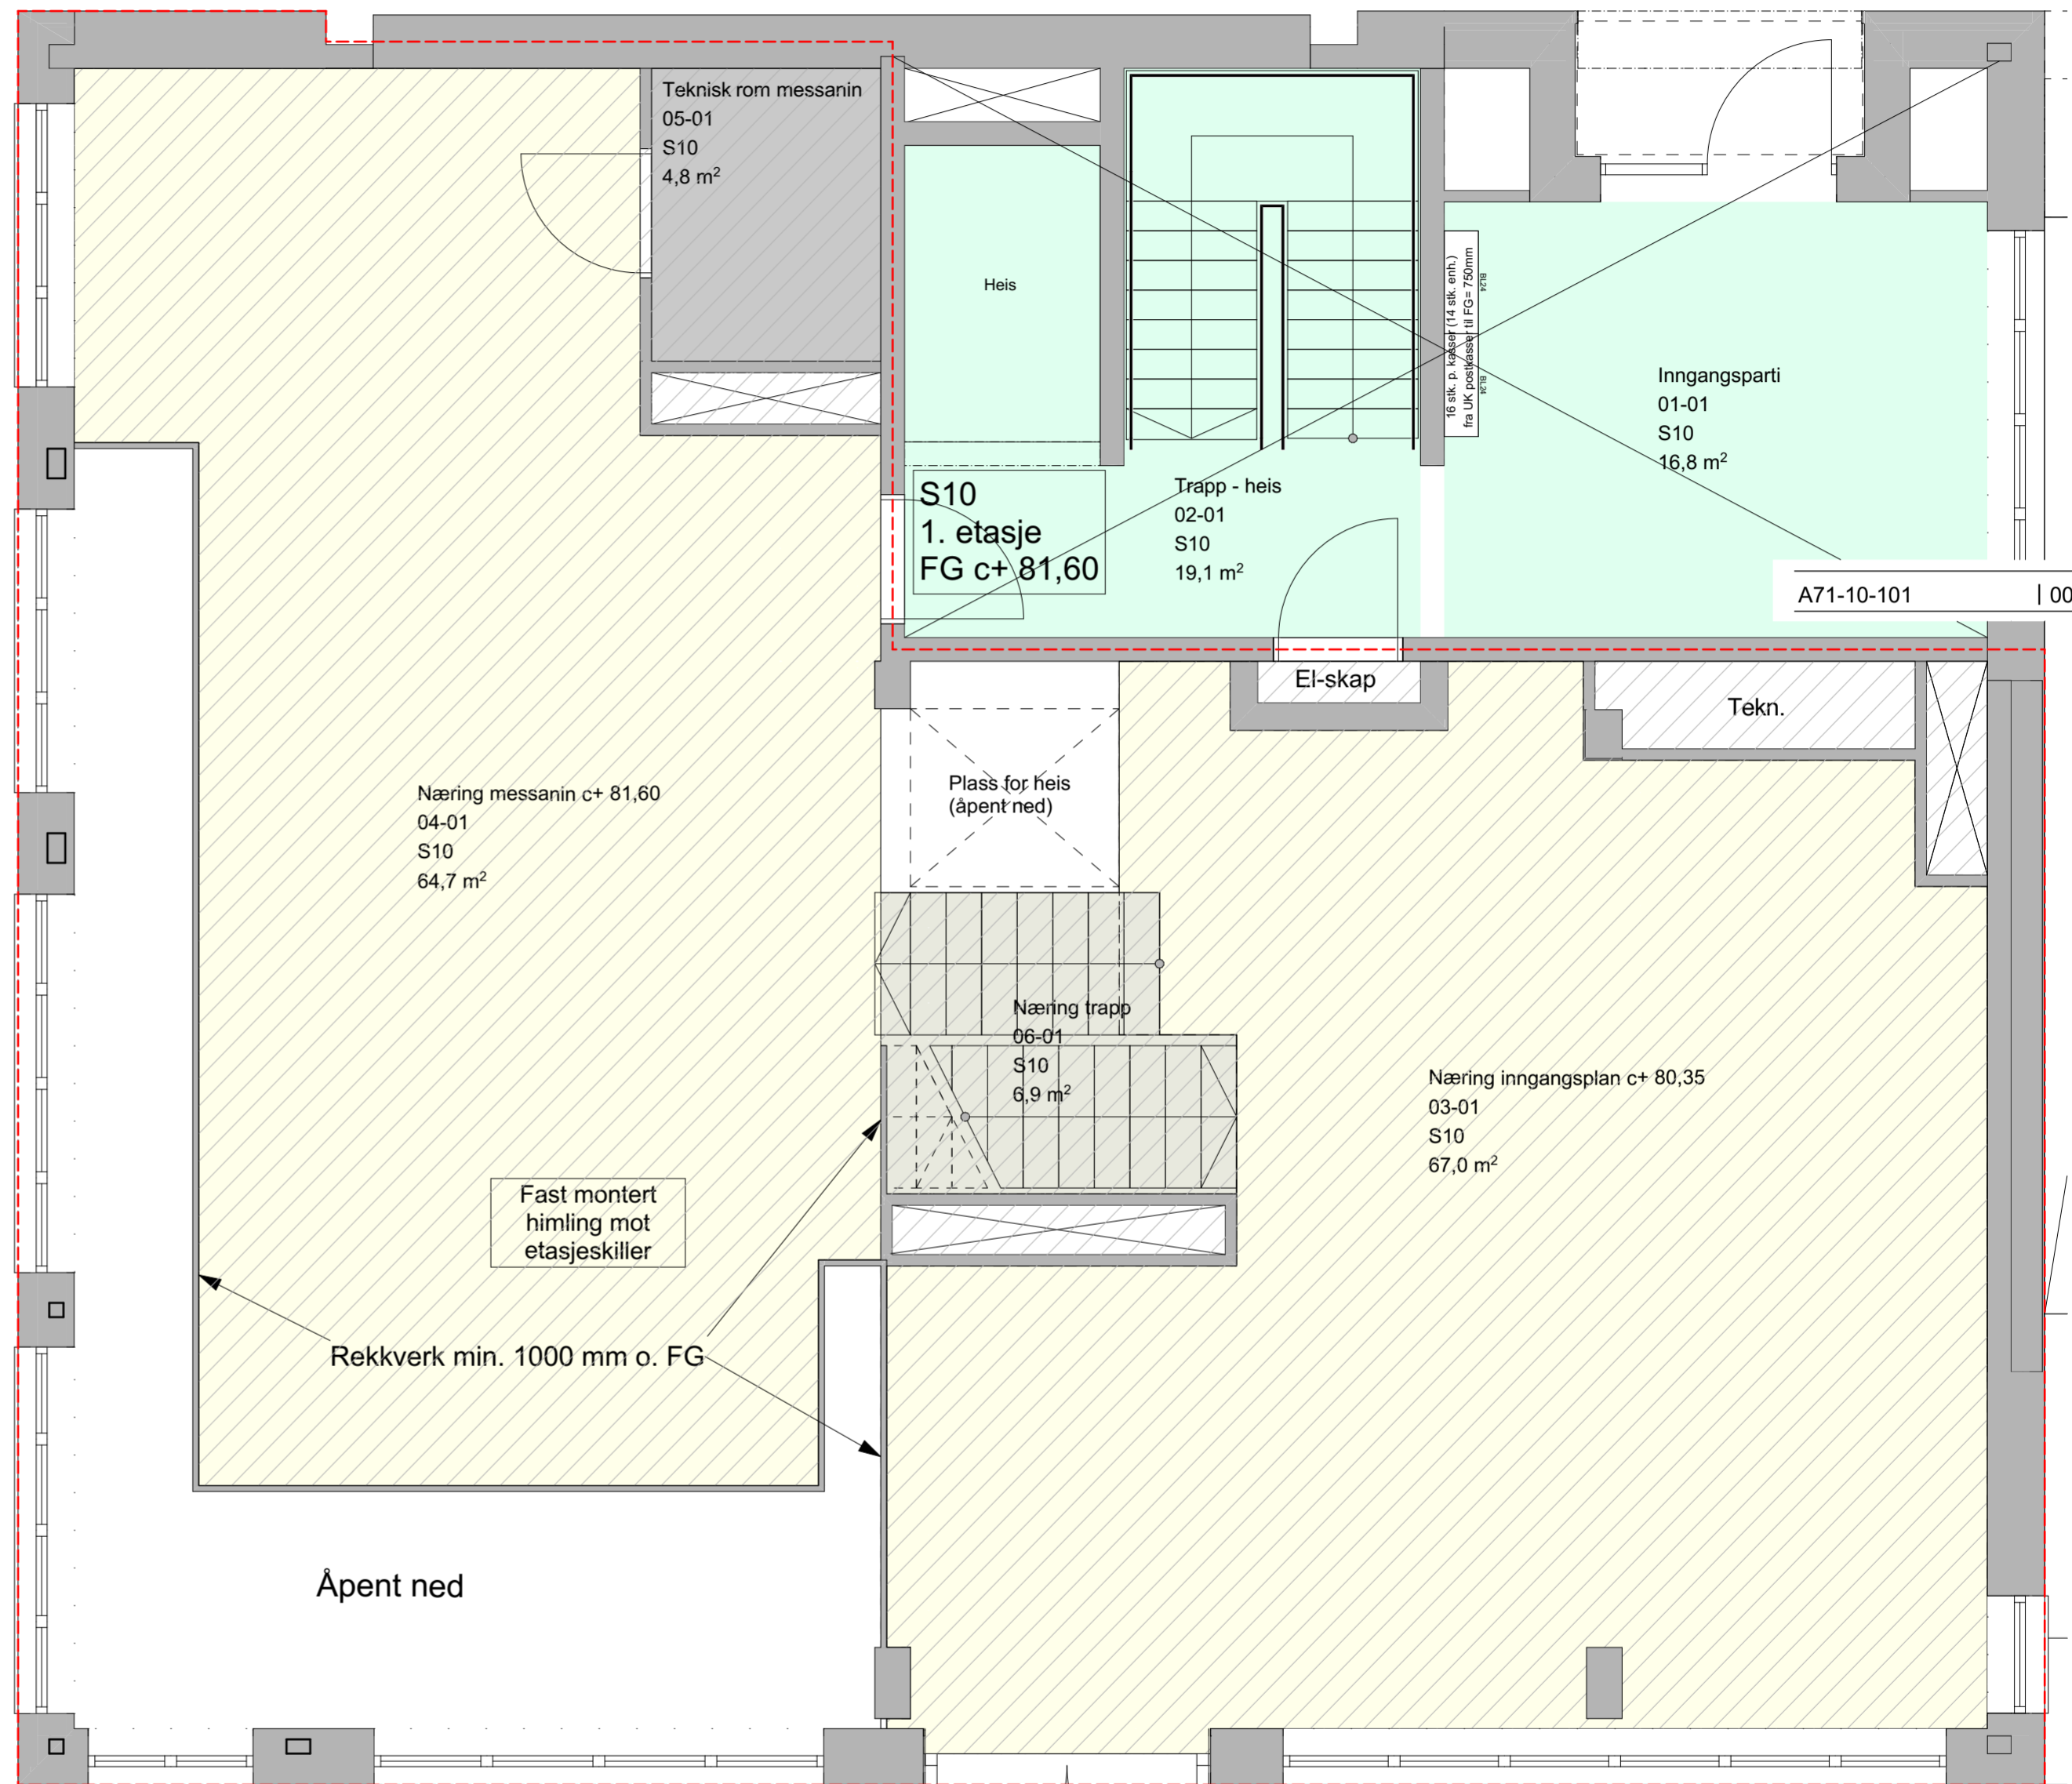 Teknisk rom messanin
05-01
S10
4,8 m²
Heis
16 stk. p. kasser (14 stk. enh.)
fra UK postkasser til FG= 750mm
BL24
BL24
Inngangsparti
01-01
S10
16,8 m²
S10
1. etasje
FG c+ 81,60
Trapp - heis
02-01
S10
19,1 m²
A71-10-101 | 00
El-skap
Tekn.
Plass for heis
(åpent ned)
Næring messanin c+ 81,60
04-01
S10
64,7 m²
Næring trapp
06-01
S10
6,9 m²
Næring inngangsplan c+ 80,35
03-01
S10
67,0 m²
Fast montert
himling mot
etasjeskiller
Rekkverk min. 1000 mm o. FG
Åpent ned